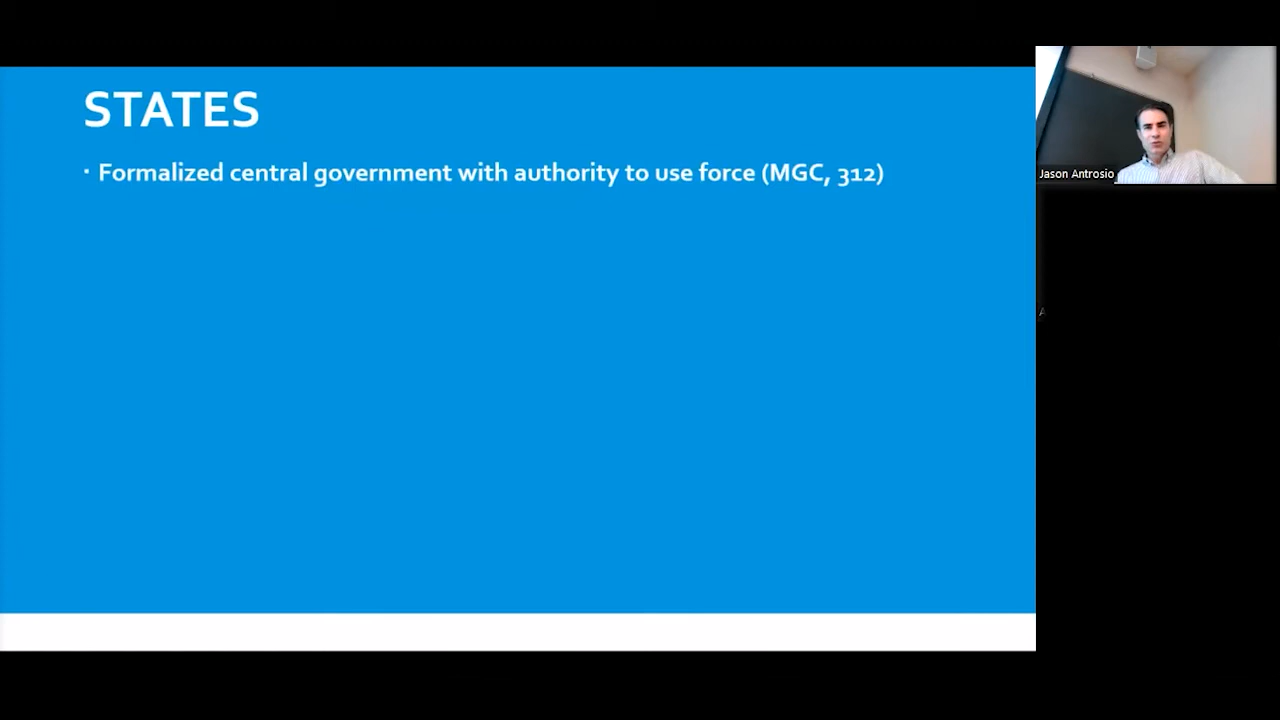 STATES
· Formalized central government with authority to use force (MGC, 312)
Jason Antrosio
A